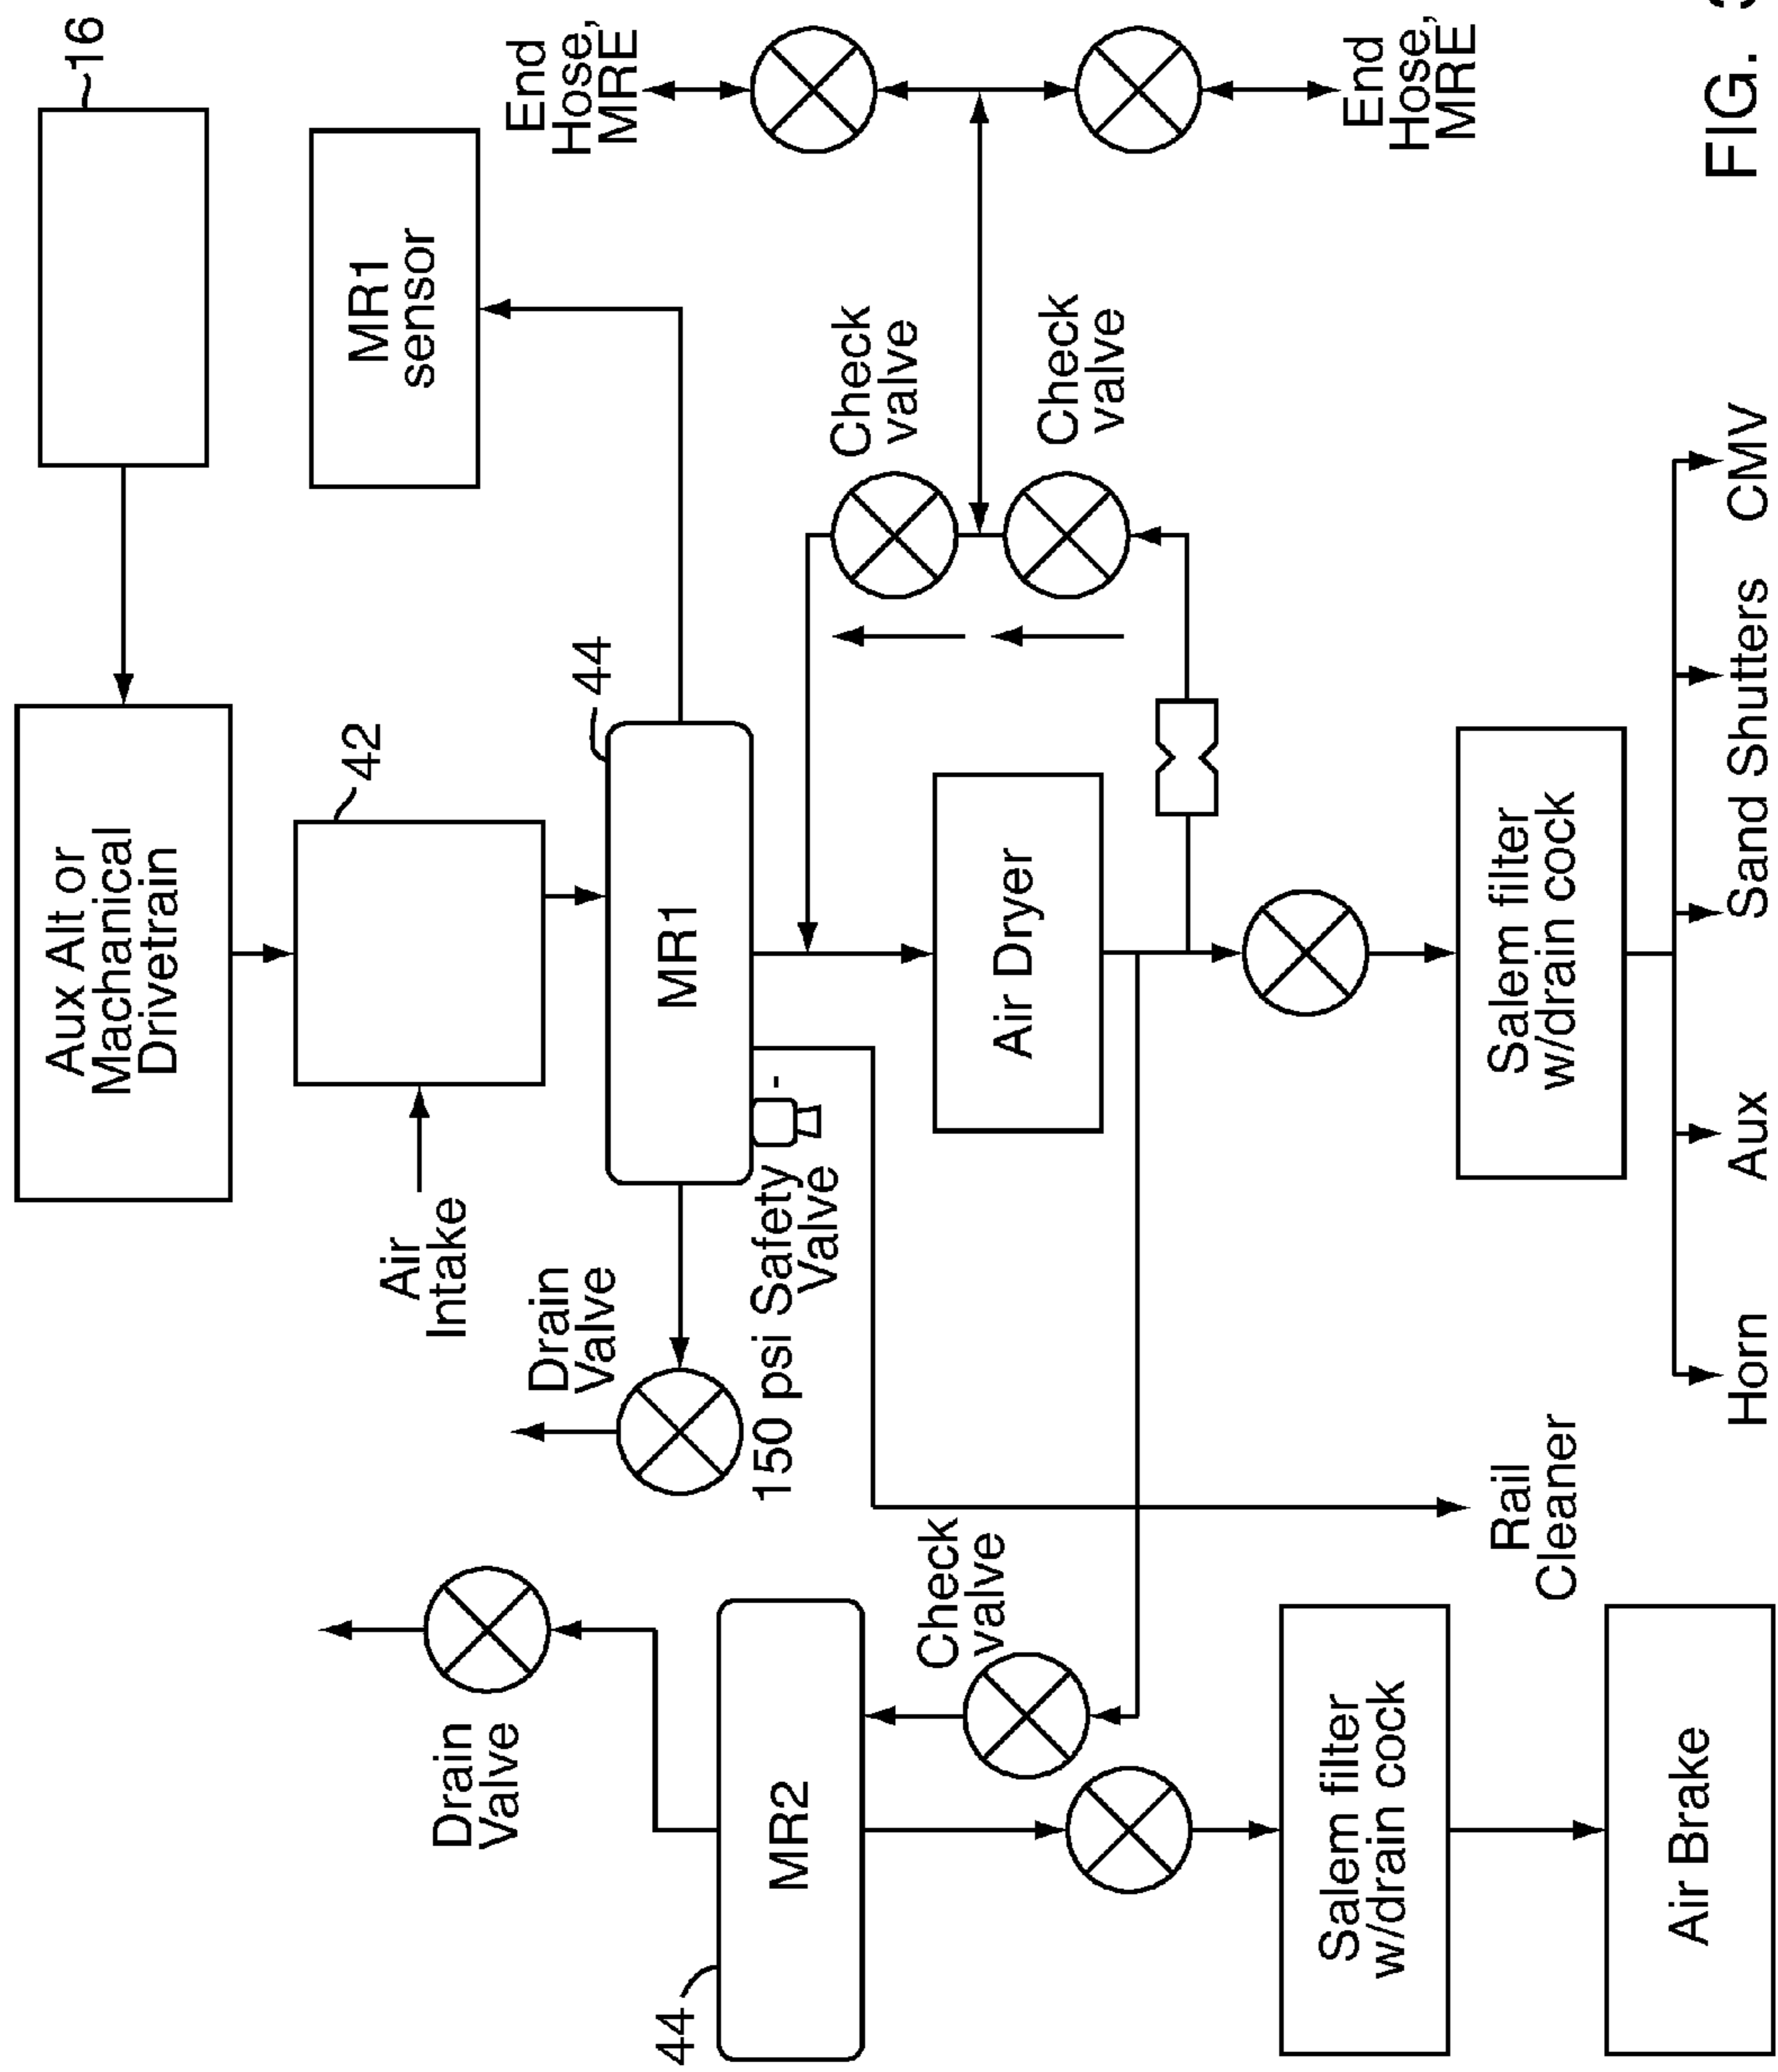 16
Aux Alt or
Machanical
Drivetrain
42
Air
Intake
MR1
sensor
End
Hose,
MRE
Drain
Valve
Drain
Valve
44
MR1
150 psi Safety
Valve
44
MR2
Check
valve
Check
valve
Check
valve
Air Dryer
End
Hose,
MRE
Salem filter
w/drain cock
Salem filter
w/drain cock
Rail
Cleaner
Air Brake
Horn
Aux
Sand Shutters
CMV
FIG.